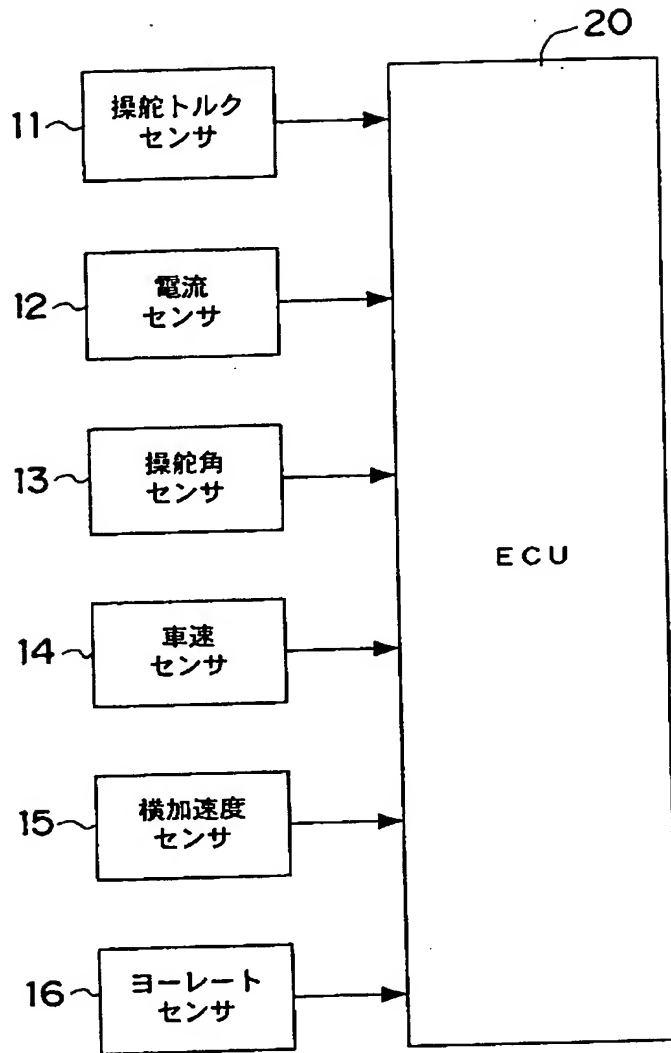 20
11
操舵トルク
センサ
12
電流
センサ
13
操舵角
センサ
ECU
14
車速
センサ
15
横加速度
センサ
16
ヨーレート
センサ